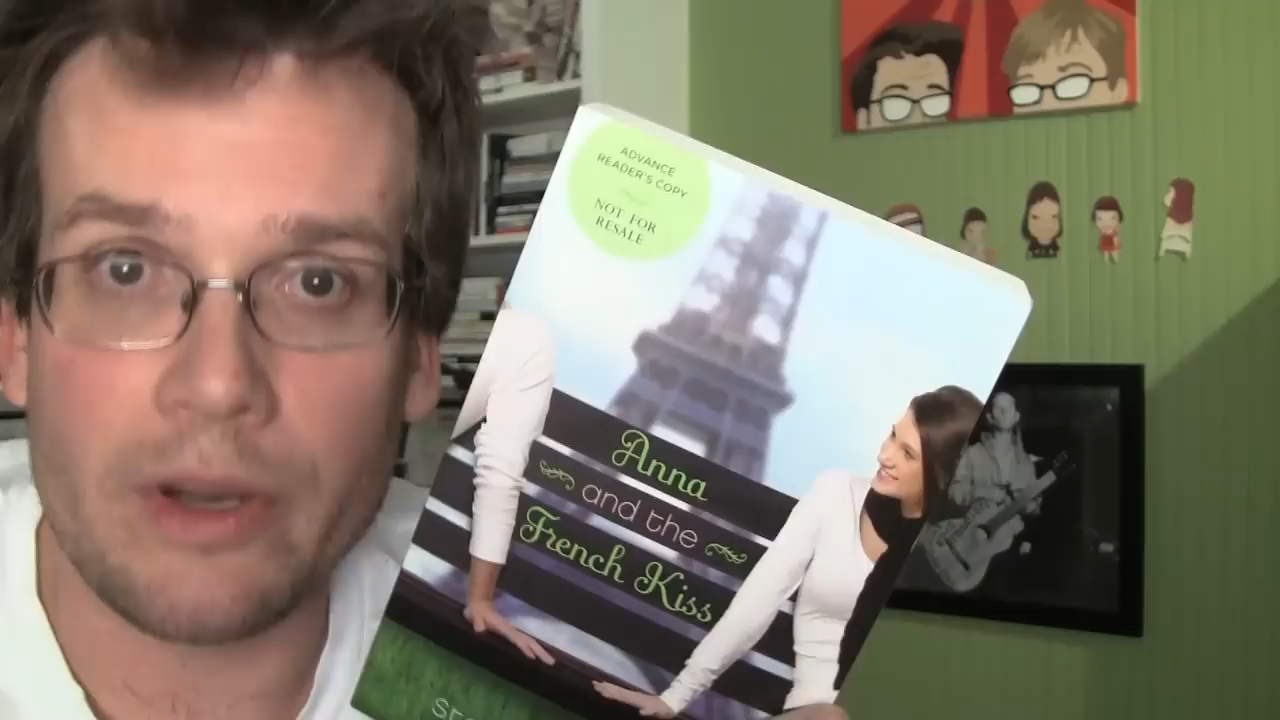 ADVANCE
READER'S COPY
NOT FOR
RESALE
Anna
and the
French Kiss